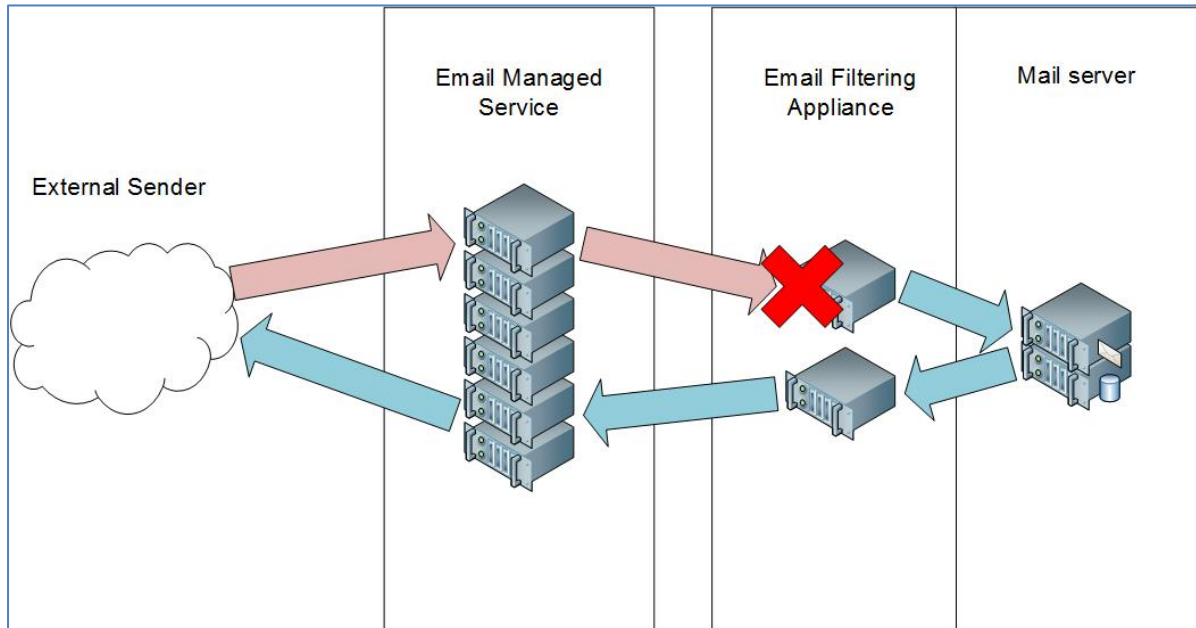 External Sender
Email Managed
Service
Email Filtering
Appliance
Mail server